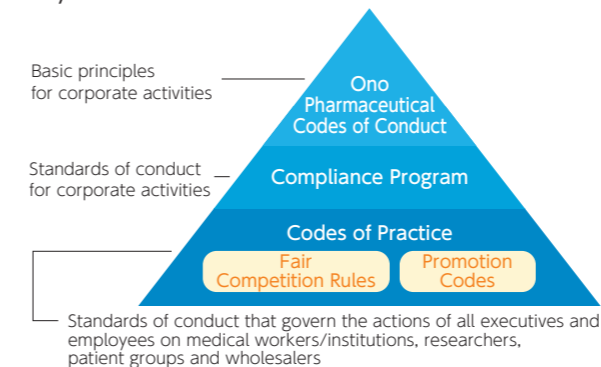 Basic principles
for corporate activities
Ono
Pharmaceutical
Codes of Conduct
Standards of conduct
for corporate activities
Compliance Program
Codes of Practice
Fair
Competition Rules
Promotion
Codes
Standards of conduct that govern the actions of all executives and
employees on medical workers/institutions, researchers,
patient groups and wholesalers